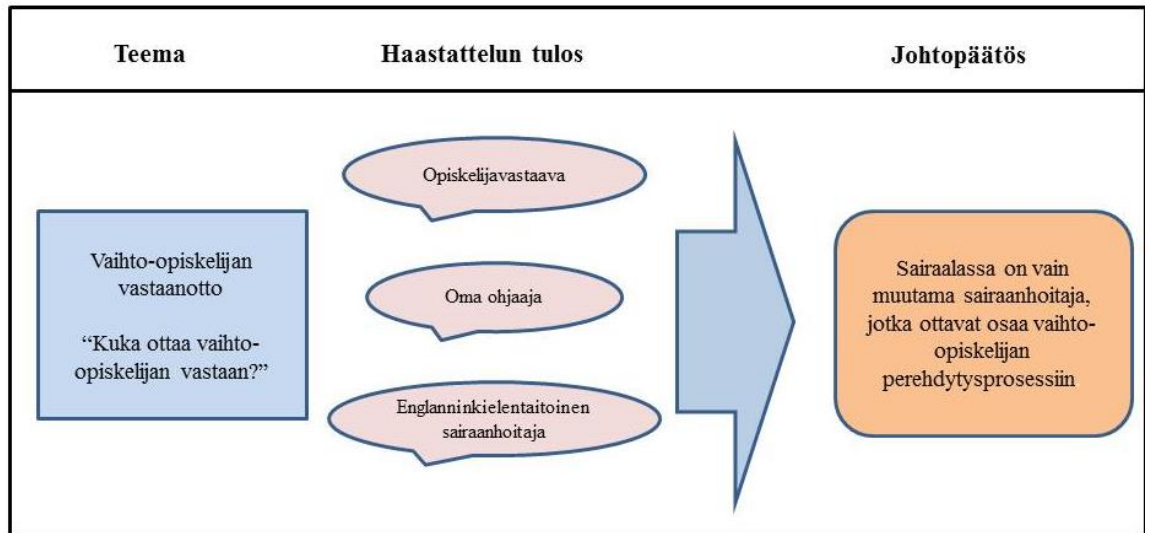 Teema
Haastattelun tulos
Johtopäätös
Vaihto-opiskelijan
vastaanotto
“Kuka ottaa vaihto-
opiskelijan vastaan?”
Opiskelijavastaava
Oma ohjaaja
Englanninkielentaitoinen
sairaanhoitaja
Sairaalassa on vain
muutama sairaanhoitaja,
jotka ottavat osaa vaihto-
opiskelijan
perehdytysprosessiin